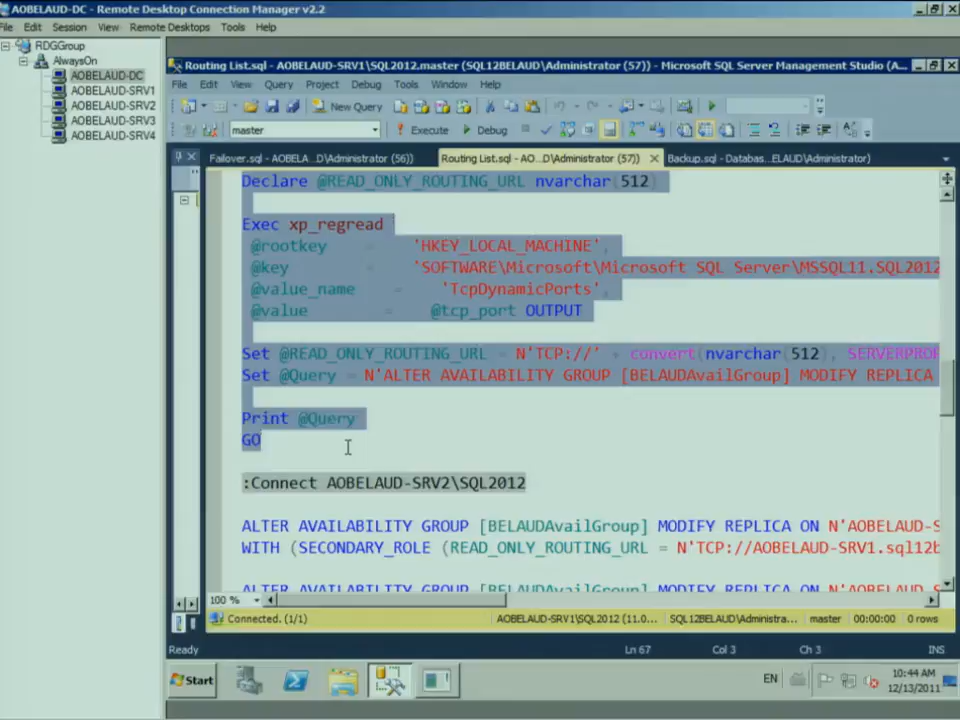 AOBELAUD-DC - Remote Desktop Connection Manager v2.2
File Edit Session View Remote Desktops Tools Help
RDGGroup
AlwaysOn
AOBELAUD-DC
AOBELAUD-SRV1
AOBELAUD-SRV2
AOBELAUD-SRV3
AOBELAUD-SRV4
Routing List.sql - AOBELAUD-SRV1\SQL2012.master (SQL12BELAUD\Administrator (57)) - Microsoft SQL Server Management Studio (A...
File Edit View Query Project Debug Tools Window Help
New Query
master
Execute
Debug
Failover.sql - AOBELA...D\Administrator (56))
Routing List.sql - AO...D\Administrator (57))
Backup.sql - Databas...ELAUD\Administrator)
Declare @READ_ONLY_ROUTING_URL nvarchar(512)
Exec xp_regread
@rootkey = 'HKEY_LOCAL_MACHINE',
@key = 'SOFTWARE\Microsoft\Microsoft SQL Server\MSSQL11.SQL2012
@value_name = 'TcpDynamicPorts',
@value = @tcp_port OUTPUT
Set @READ_ONLY_ROUTING_URL = N'TCP://' + convert(nvarchar(512), SERVERPROP
Set @Query = N'ALTER AVAILABILITY GROUP [BELAUDAvailGroup] MODIFY REPLICA
Print @Query
GO
:Connect AOBELAUD-SRV2\SQL2012
ALTER AVAILABILITY GROUP [BELAUDAvailGroup] MODIFY REPLICA ON N'AOBELAUD-S
WITH (SECONDARY_ROLE (READ_ONLY_ROUTING_URL = N'TCP://AOBELAUD-SRV1.sql12b
ALTER AVAILABILITY GROUP [BELAUDAvailGroup] MODIFY REPLICA ON N'AOBELAUD-S
100 %
Connected. (1/1)
AOBELAUD-SRV1\SQL2012 (11.0...
SQL12BELAUD\Administra...
master
00:00:00
0 rows
Ready
Ln 67
Col 3
Ch 3
INS
Start
EN
10:44 AM
12/13/2011